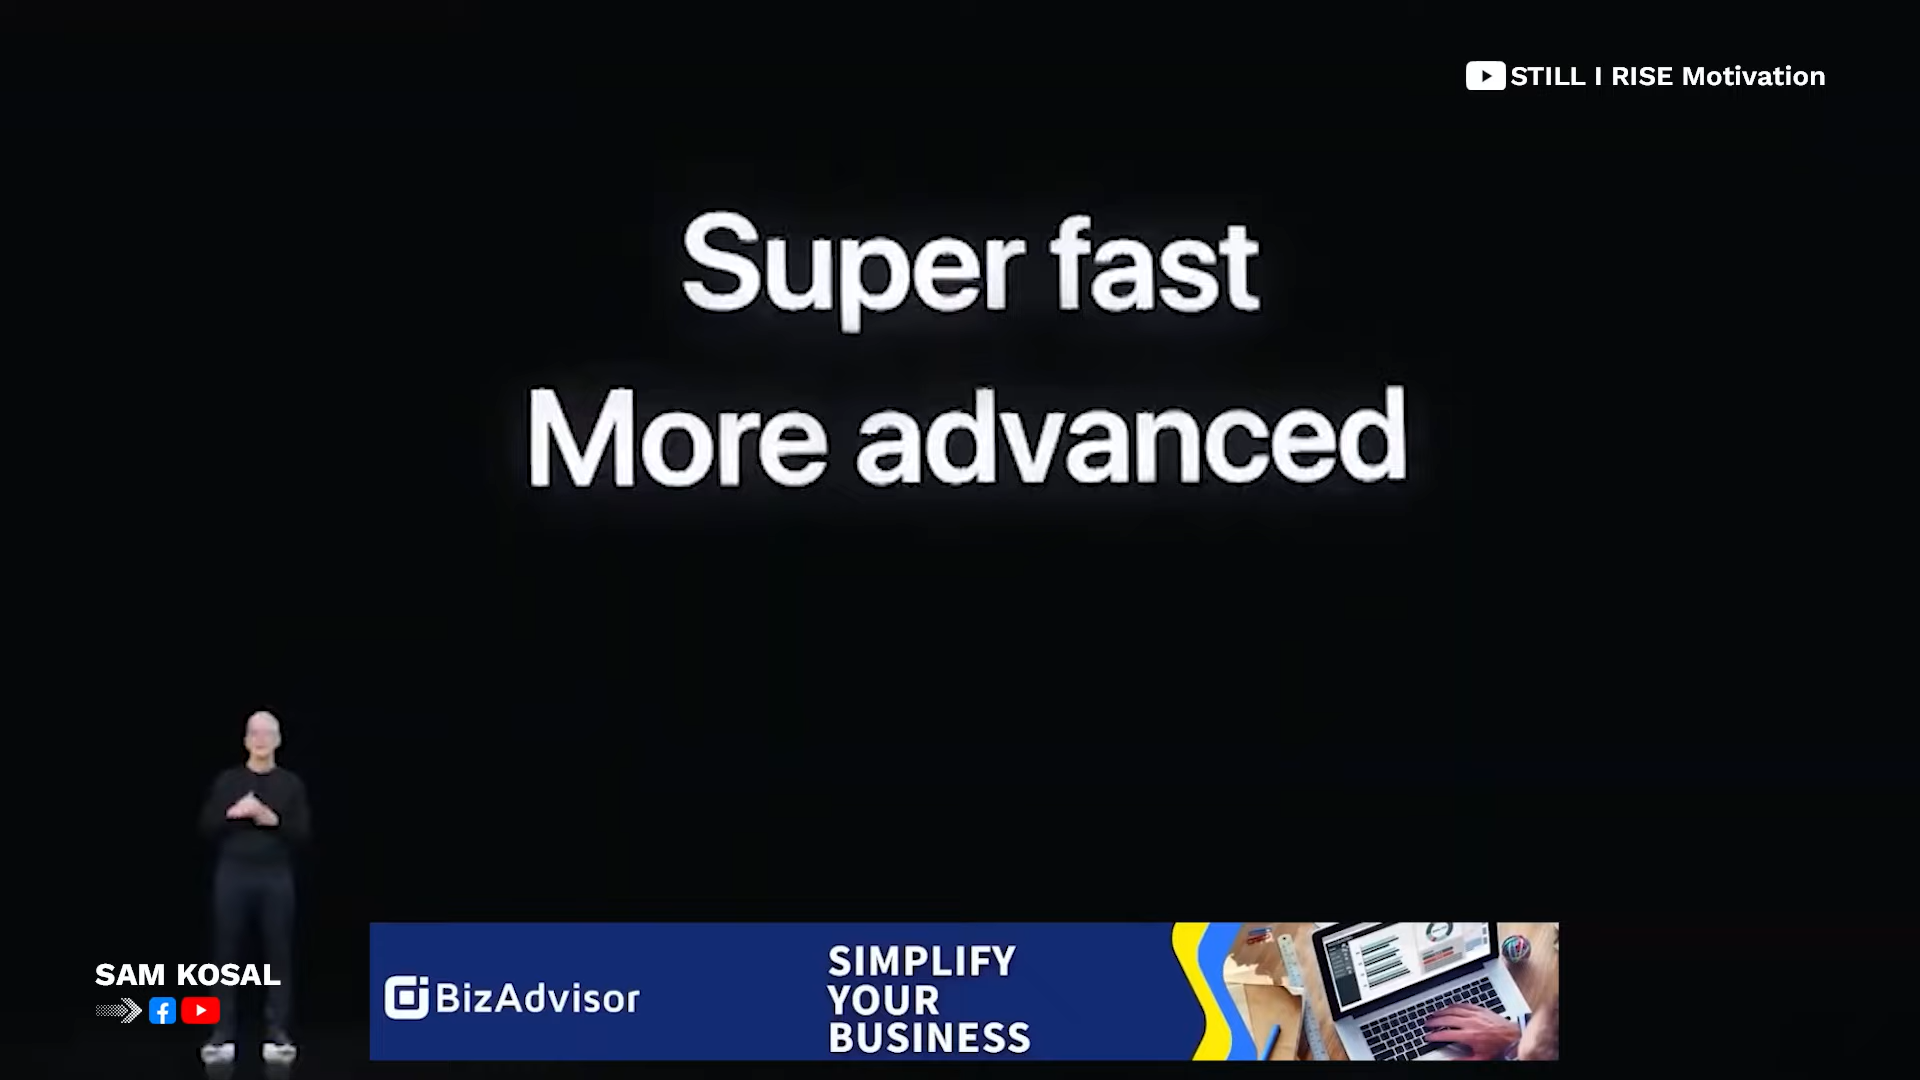 STILL I RISE Motivation
Super fast
More advanced
SAM KOSAL
BizAdvisor
SIMPLIFY
YOUR
BUSINESS